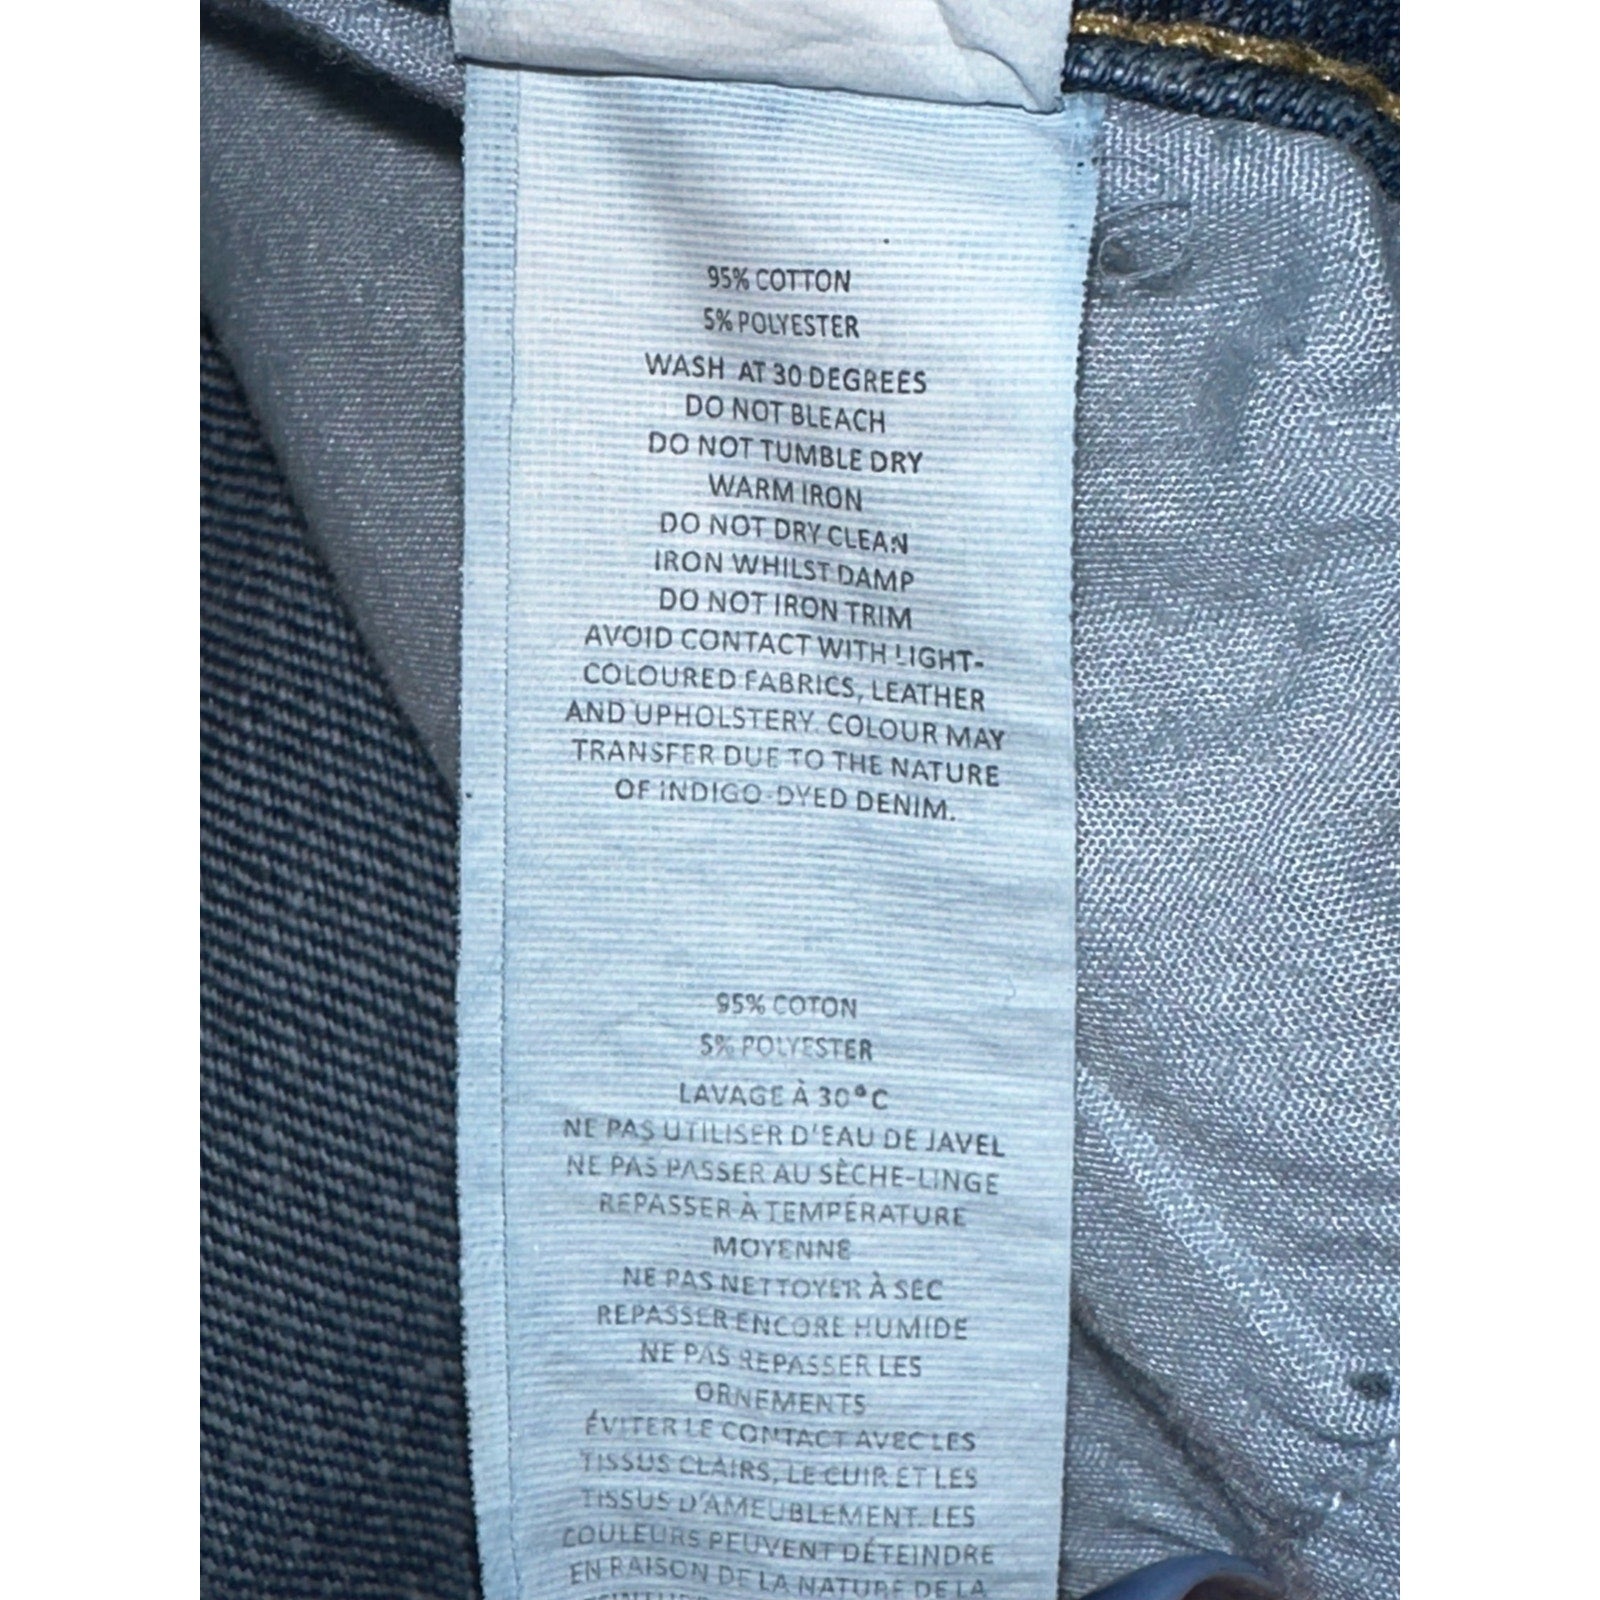 95% COTTON
5% POLYESTER
WASH AT 30 DEGREES
DO NOT BLEACH
DO NOT TUMBLE DRY
WARM IRON
DO NOT DRY CLEAN
IRON WHILST DAMP
DO NOT IRON TRIM
AVOID CONTACT WITH LIGHT-
COLOURED FABRICS, LEATHER
AND UPHOLSTERY. COLOUR MAY
TRANSFER DUE TO THE NATURE
OF INDIGO-DYED DENIM.
95% COTON
5% POLYESTER
LAVAGE À 30°C
NE PAS UTILISER D'EAU DE JAVEL
NE PAS PASSER AU SÈCHE-LINGE
REPASSER À TEMPÉRATURE
MOYENNE
NE PAS NETTOYER À SEC
REPASSER ENCORE HUMIDE
NE PAS REPASSER LES
ORNEMENTS
ÉVITER LE CONTACT AVEC LES
TISSUS CLAIRS, LE CUIR ET LES
TISSUS D'AMEUBLEMENT. LES
COULEURS PEUVENT DÉTEINDRE
EN RAISON DE LA NATURE DE LA